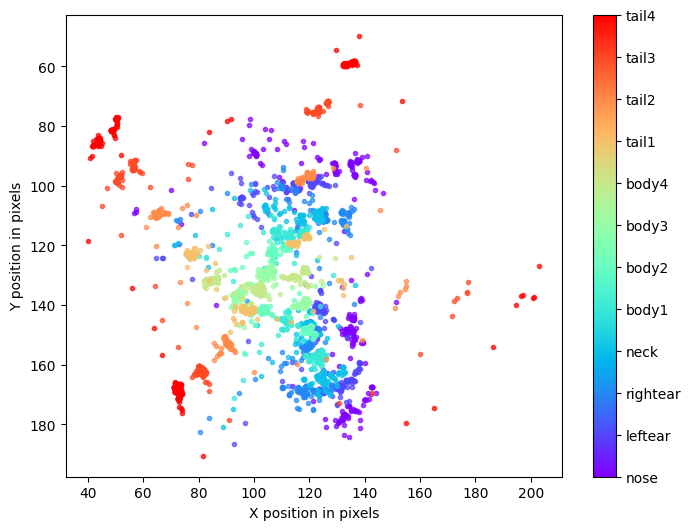 60
80
100
120
140
160
180
Y position in pixels
40 60 80 100 120 140 160 180 200
X position in pixels
tail4
tail3
tail2
tail1
body4
body3
body2
body1
neck
rightear
leftear
nose